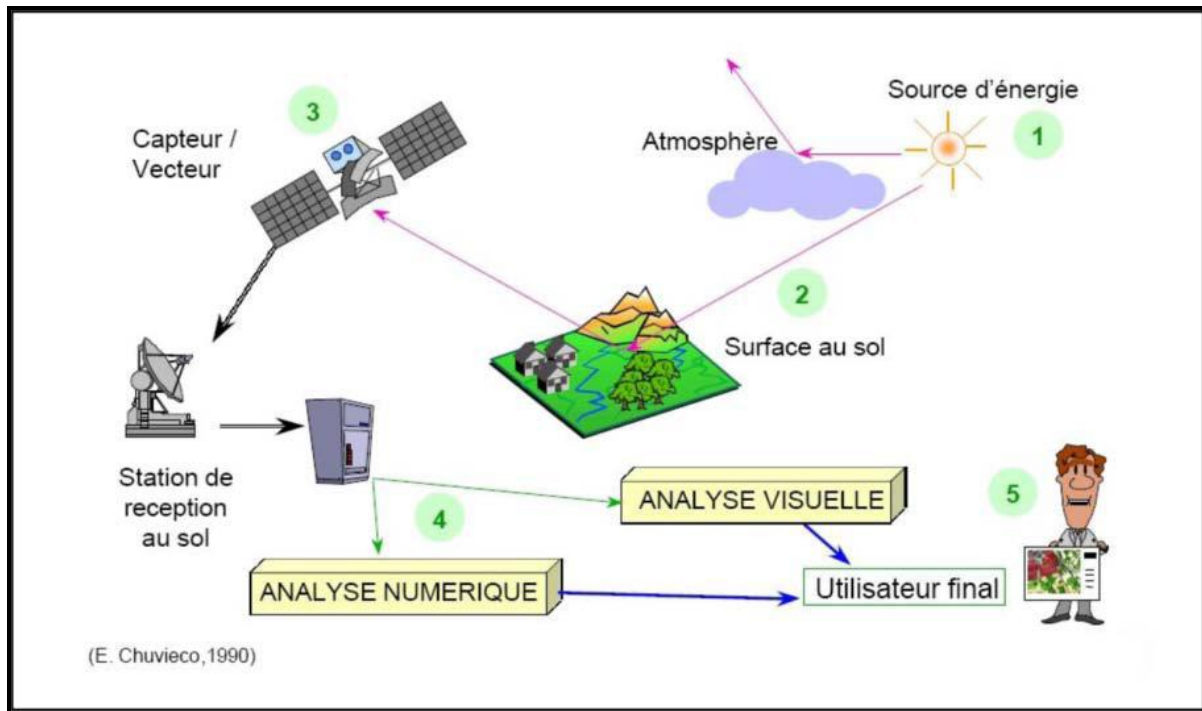 Source d'énergie
1
3
Capteur /
Vecteur
Atmosphère
2
Surface au sol
Station de
reception
au sol
4
ANALYSE VISUELLE
5
ANALYSE NUMERIQUE
Utilisateur final
(E. Chuvieco,1990)